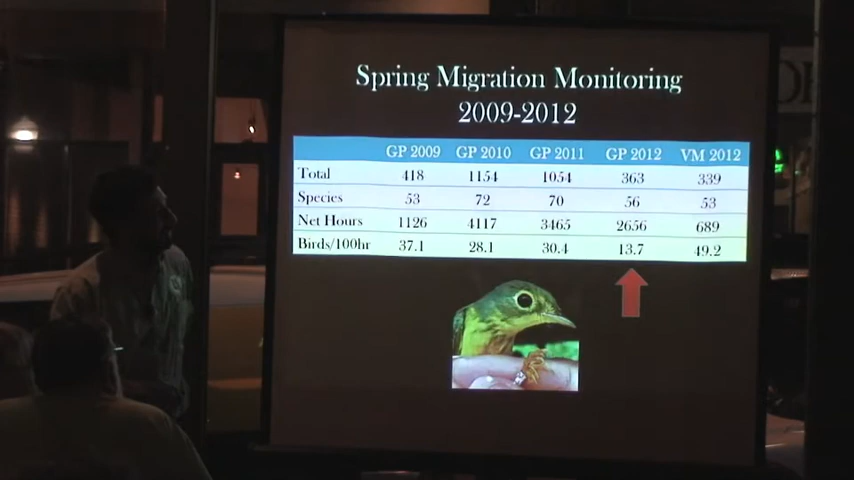 Spring Migration Monitoring
2009-2012
GP 2009 GP 2010 GP 2011 GP 2012 VM 2012
Total 418 1154 1054 363 339
Species 53 72 70 56 53
Net Hours 1126 4117 3465 2656 689
Birds/100hr 37.1 28.1 30.4 13.7 49.2